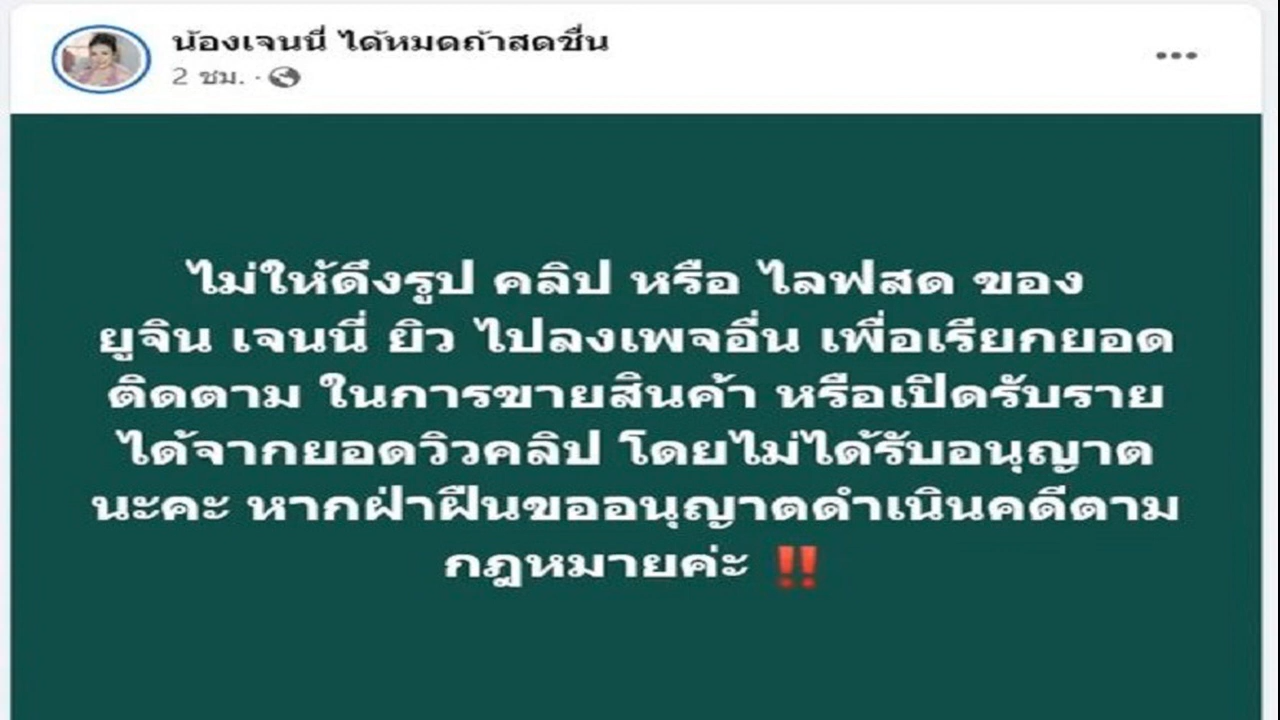 น้องเจนนี่ ได้หมดถ้าสดชื่น
2 ชม. ·
ไม่ให้ดึงรูป คลิป หรือ ไลฟสด ของ
ยูจิน เจนนี่ ยิว ไปลงเพจอื่น เพื่อเรียกยอด
ติดตาม ในการขายสินค้า หรือเปิดรับราย
ได้จากยอดวิวคลิป โดยไม่ได้รับอนุญาต
นะคะ หากฝ่าฝืนขออนุญาตดำเนินคดีตาม
กฎหมายค่ะ ‼️